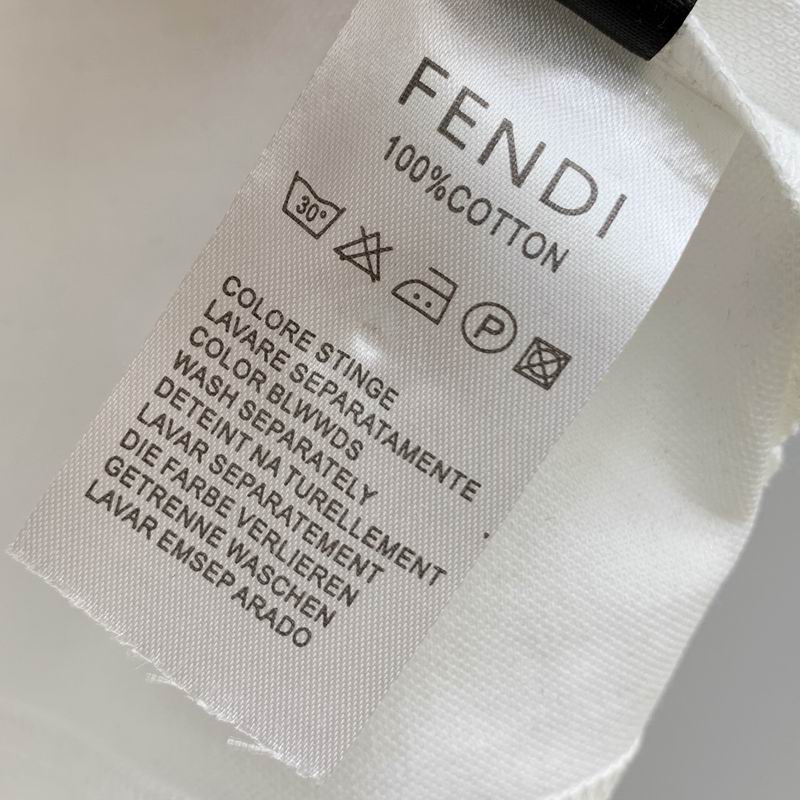 FENDI
100%COTTON
30°
P
COLORE STINGE
LAVARE SEPARATAMENTE
COLOR BLWWDS
WASH SEPARATELY
DETEINT NA TURELLEMENT
LAVAR SEPARATEMENT
DIE FARBE VERLIEREN
GETRENNE WASCHEN
LAVAR EMSEP ARADO